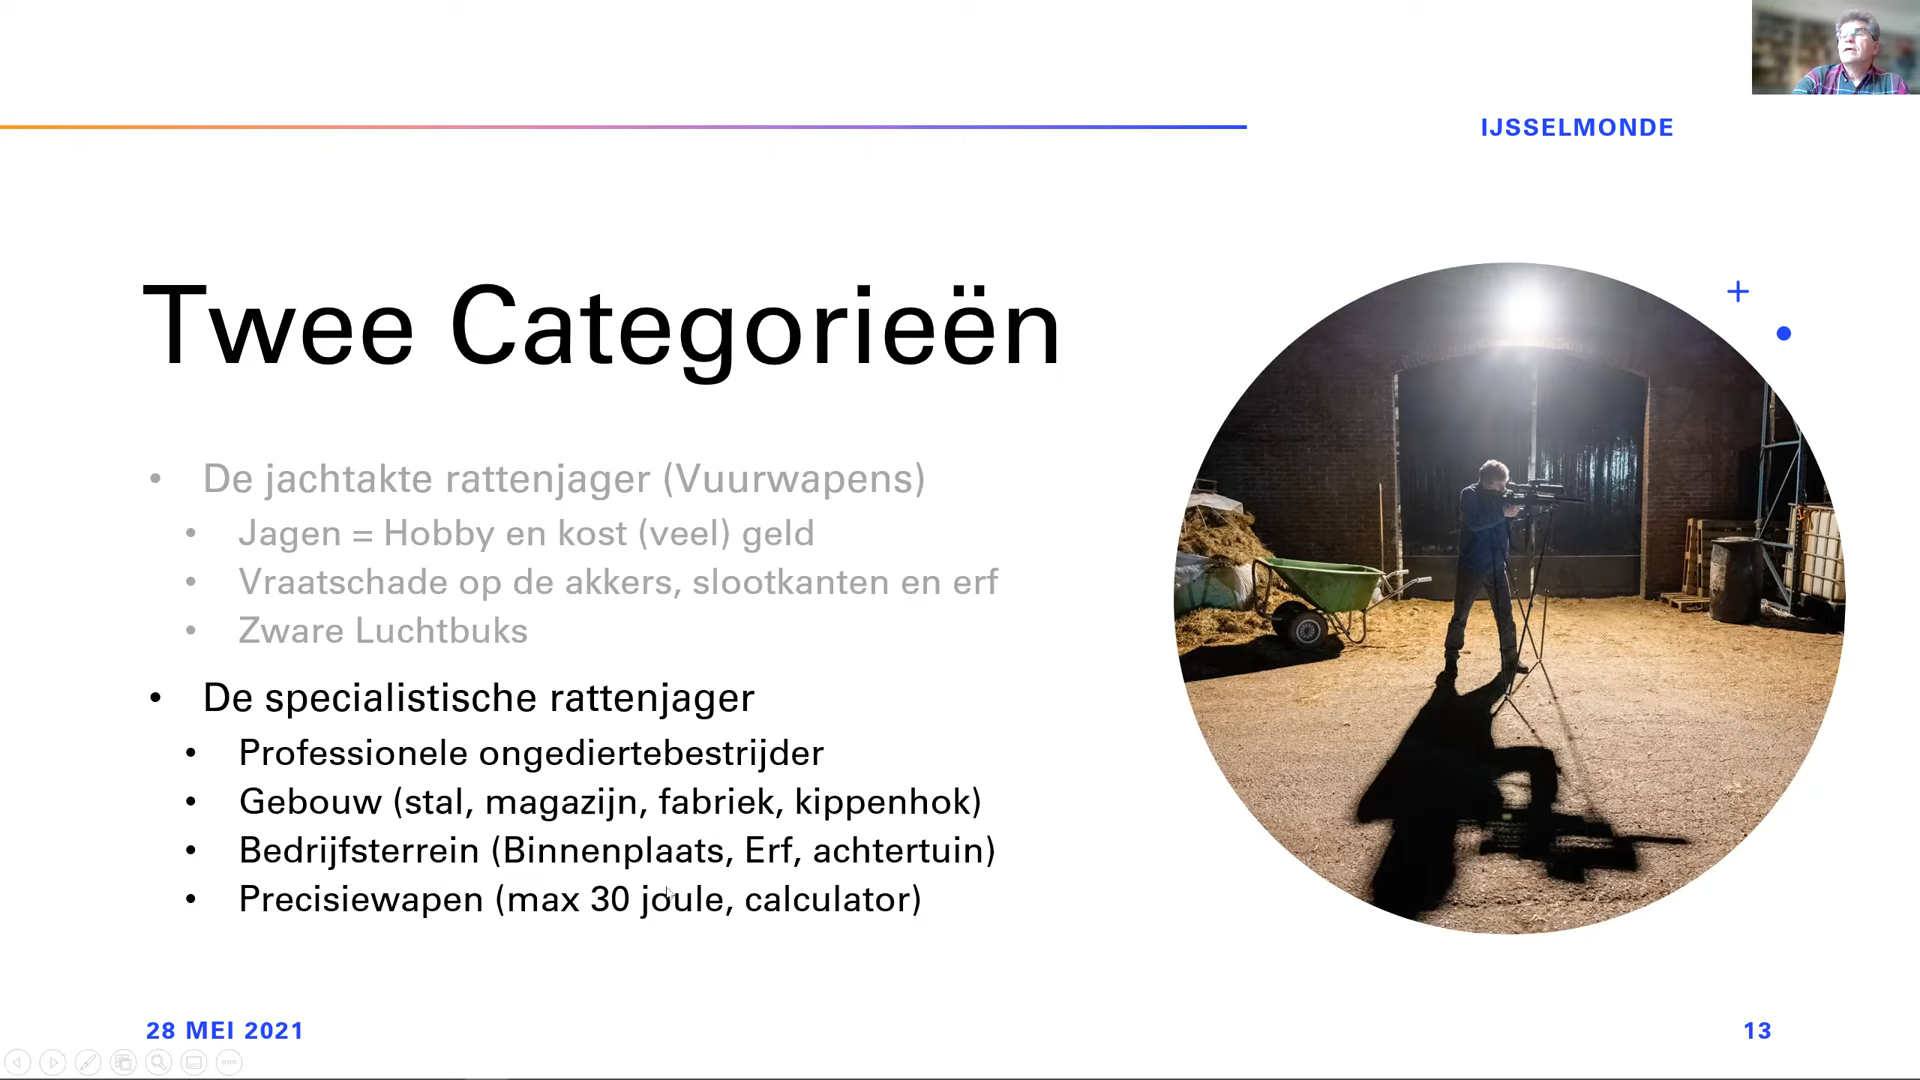 IJSSELMONDE
Twee Categorieën
• De jachtakte rattenjager (Vuurwapens)
• Jagen = Hobby en kost (veel) geld
• Vraatschade op de akkers, slootkanten en erf
• Zware Luchtbuks
• De specialistische rattenjager
• Professionele ongediertebestrijder
• Gebouw (stal, magazijn, fabriek, kippenhok)
• Bedrijfsterrein (Binnenplaats, Erf, achtertuin)
• Precisiewapen (max 30 joule, calculator)
28 MEI 2021
13